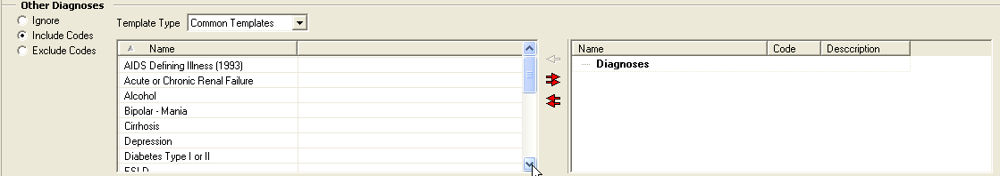 Other Diagnoses
Ignore
Include Codes
Exclude Codes
Template Type Common Templates
Name
AIDS Defining Illness (1993)
Acute or Chronic Renal Failure
Alcohol
Bipolar - Mania
Cirrhosis
Depression
Diabetes Type I or II
ESLD
Name Code Desccription
Diagnoses